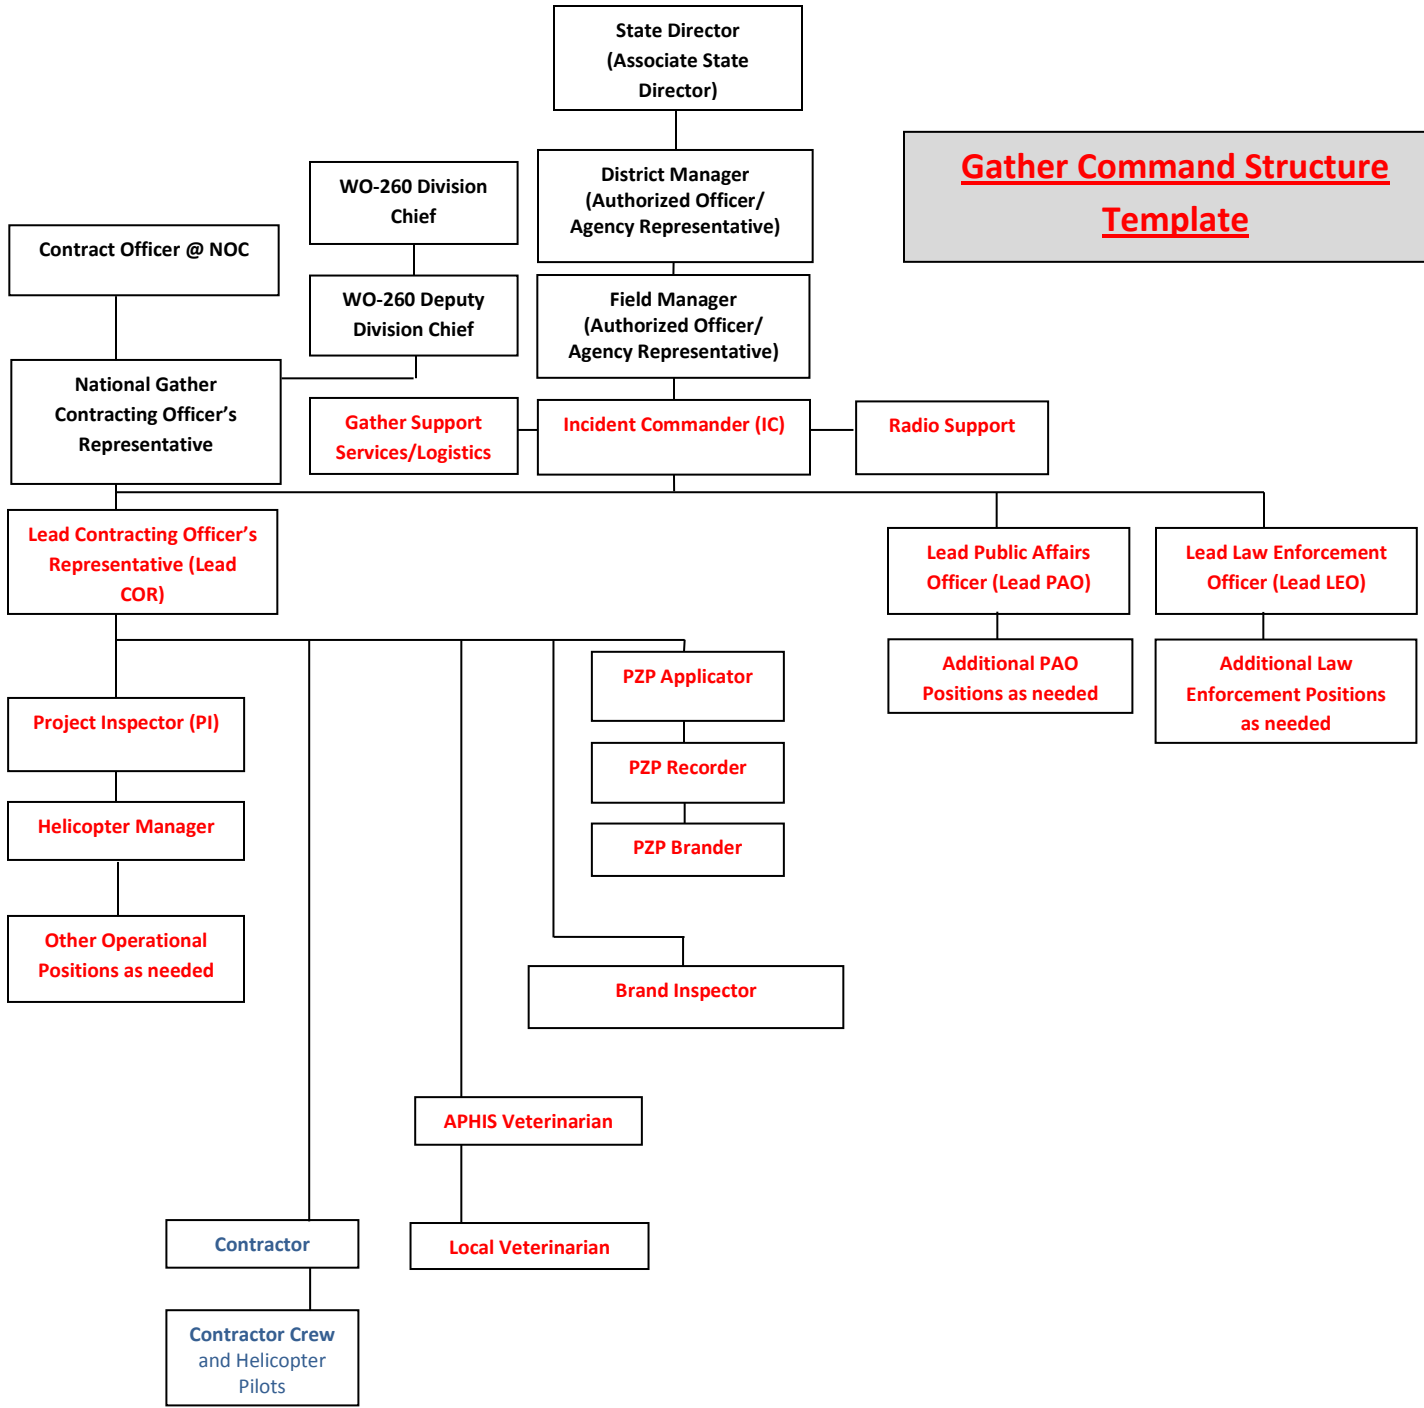 State Director
(Associate State
Director)
Gather Command Structure
Template
District Manager
(Authorized Officer/
Agency Representative)
WO-260 Division
Chief
Contract Officer @ NOC
WO-260 Deputy
Division Chief
Field Manager
(Authorized Officer/
Agency Representative)
National Gather
Contracting Officer’s
Representative
Gather Support
Services/Logistics
Incident Commander (IC)
Radio Support
Lead Contracting Officer’s
Representative (Lead
COR)
Lead Public Affairs
Officer (Lead PAO)
Lead Law Enforcement
Officer (Lead LEO)
Additional PAO
Positions as needed
Additional Law
Enforcement Positions
as needed
PZP Applicator
Project Inspector (PI)
PZP Recorder
Helicopter Manager
PZP Brander
Other Operational
Positions as needed
Brand Inspector
APHIS Veterinarian
Contractor
Local Veterinarian
Contractor Crew
and Helicopter
Pilots